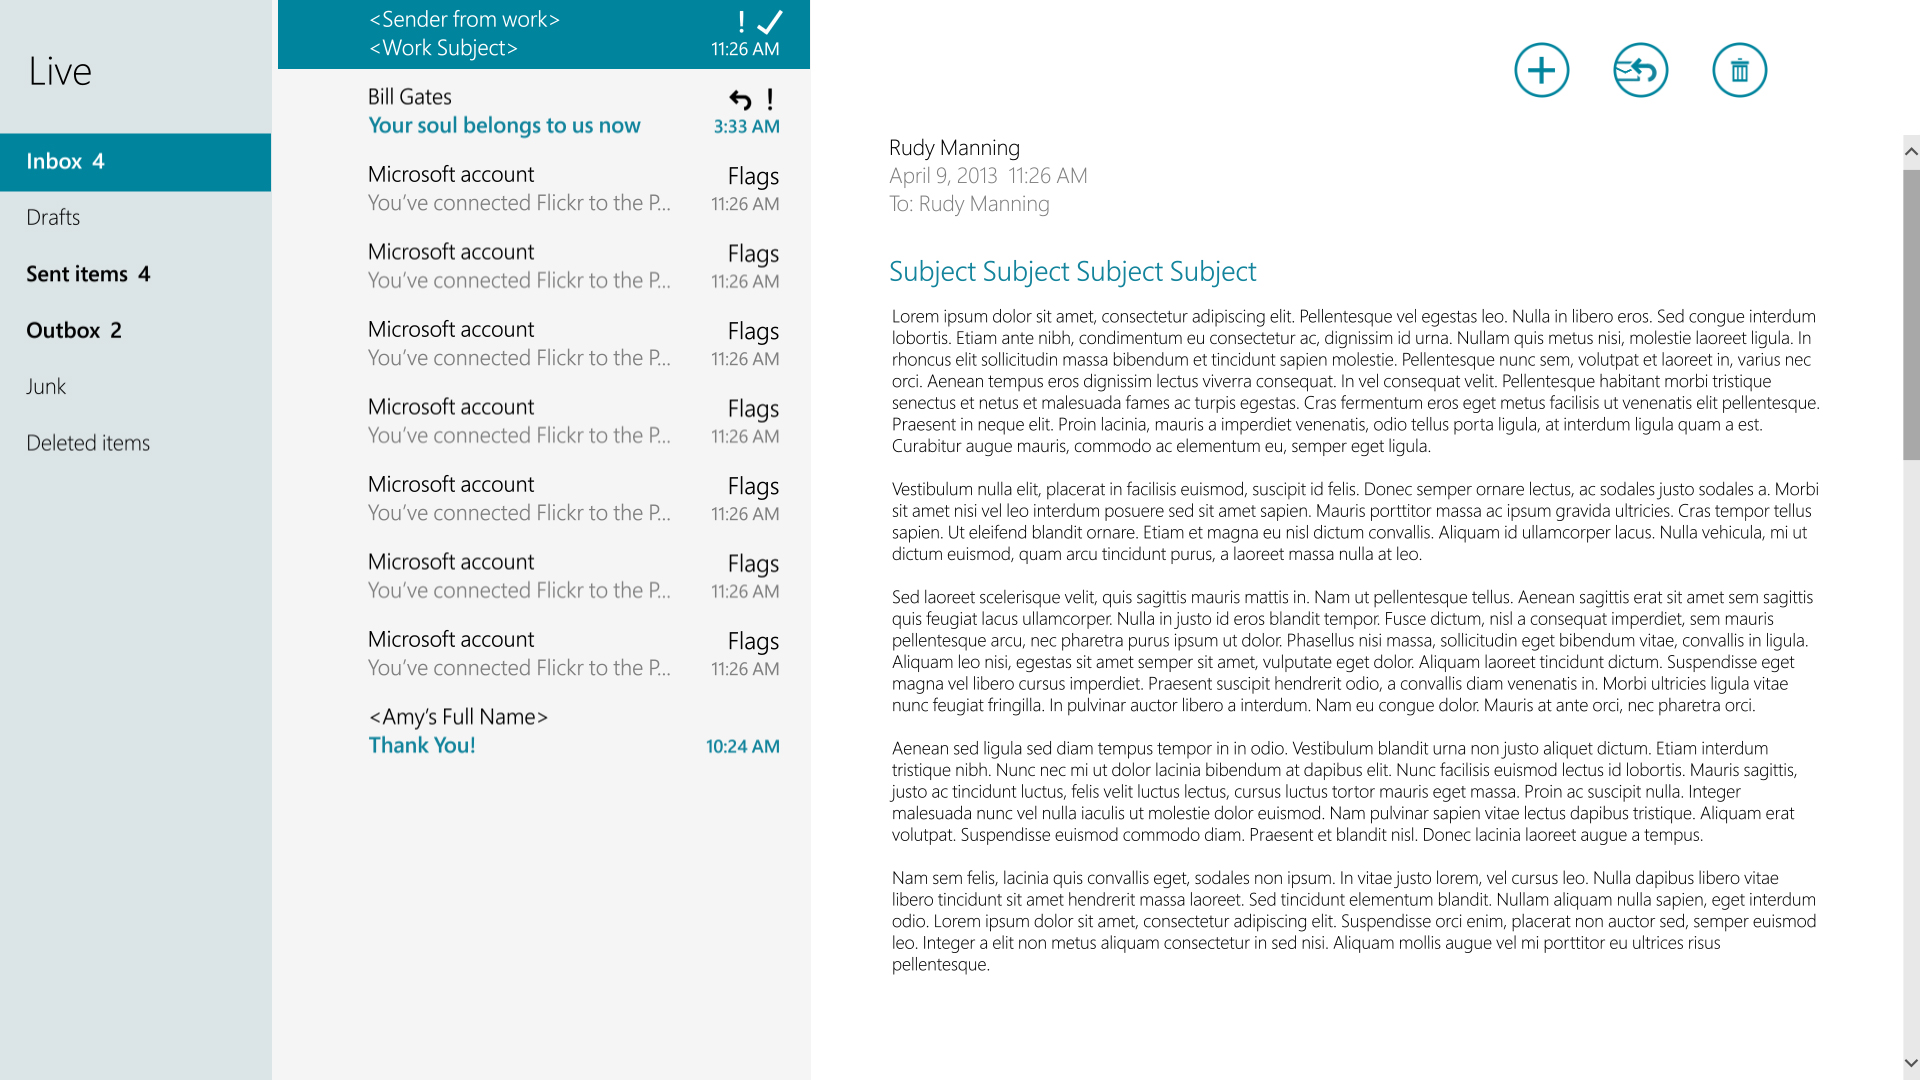 Live
Inbox 4
Drafts
Sent items 4
Outbox 2
Junk
Deleted items
<Sender from work> !
<Work Subject> 11:26 AM
Bill Gates !
Your soul belongs to us now 3:33 AM
Microsoft account Flags
You've connected Flickr to the P... 11:26 AM
Microsoft account Flags
You've connected Flickr to the P... 11:26 AM
Microsoft account Flags
You've connected Flickr to the P... 11:26 AM
Microsoft account Flags
You've connected Flickr to the P... 11:26 AM
Microsoft account Flags
You've connected Flickr to the P... 11:26 AM
Microsoft account Flags
You've connected Flickr to the P... 11:26 AM
Microsoft account Flags
You've connected Flickr to the P... 11:26 AM
<Amy's Full Name>
Thank You! 10:24 AM
Rudy Manning
April 9, 2013 11:26 AM
To: Rudy Manning
Subject Subject Subject Subject
Lorem ipsum dolor sit amet, consectetur adipiscing elit. Pellentesque vel egestas leo. Nulla in libero eros. Sed congue interdum
lobortis. Etiam ante nibh, condimentum eu consectetur ac, dignissim id urna. Nullam quis metus nisi, molestie laoreet ligula. In
rhoncus elit sollicitudin massa bibendum et tincidunt sapien molestie. Pellentesque nunc sem, volutpat et laoreet in, varius nec
orci. Aenean tempus eros dignissim lectus viverra consequat. In vel consequat velit. Pellentesque habitant morbi tristique
senectus et netus et malesuada fames ac turpis egestas. Cras fermentum eros eget metus facilisis ut venenatis elit pellentesque.
Praesent in neque elit. Proin lacinia, mauris a imperdiet venenatis, odio tellus porta ligula, at interdum ligula quam a est.
Curabitur augue mauris, commodo ac elementum eu, semper eget ligula.
Vestibulum nulla elit, placerat in facilisis euismod, suscipit id felis. Donec semper ornare lectus, ac sodales justo sodales a. Morbi
sit amet nisi vel leo interdum posuere sed sit amet sapien. Mauris porttitor massa ac ipsum gravida ultricies. Cras tempor tellus
sapien. Ut eleifend blandit ornare. Etiam et magna eu nisl dictum convallis. Aliquam id ullamcorper lacus. Nulla vehicula, mi ut
dictum euismod, quam arcu tincidunt purus, a laoreet massa nulla at leo.
Sed laoreet scelerisque velit, quis sagittis mauris mattis in. Nam ut pellentesque tellus. Aenean sagittis erat sit amet sem sagittis
quis feugiat lacus ullamcorper. Nulla in justo id eros blandit tempor. Fusce dictum, nisl a consequat imperdiet, sem mauris
pellentesque arcu, nec pharetra purus ipsum ut dolor. Phasellus nisi massa, sollicitudin eget bibendum vitae, convallis in ligula.
Aliquam leo nisi, egestas sit amet semper sit amet, vulputate eget dolor. Aliquam laoreet tincidunt dictum. Suspendisse eget
magna vel libero cursus imperdiet. Praesent suscipit hendrerit odio, a convallis diam venenatis in. Morbi ultricies ligula vitae
nunc feugiat fringilla. In pulvinar auctor libero a interdum. Nam eu congue dolor. Mauris at ante orci, nec pharetra orci.
Aenean sed ligula sed diam tempus tempor in in odio. Vestibulum blandit urna non justo aliquet dictum. Etiam interdum
tristique nibh. Nunc nec mi ut dolor lacinia bibendum at dapibus elit. Nunc facilisis euismod lectus id lobortis. Mauris sagittis,
justo ac tincidunt luctus, felis velit luctus lectus, cursus luctus tortor mauris eget massa. Proin ac suscipit nulla. Integer
malesuada nunc vel nulla iaculis ut molestie dolor euismod. Nam pulvinar sapien vitae lectus dapibus tristique. Aliquam erat
volutpat. Suspendisse euismod commodo diam. Praesent et blandit nisl. Donec lacinia laoreet augue a tempus.
Nam sem felis, lacinia quis convallis eget, sodales non ipsum. In vitae justo lorem, vel cursus leo. Nulla dapibus libero vitae
libero tincidunt sit amet hendrerit massa laoreet. Sed tincidunt elementum blandit. Nullam aliquam nulla sapien, eget interdum
odio. Lorem ipsum dolor sit amet, consectetur adipiscing elit. Suspendisse orci enim, placerat non auctor sed, semper euismod
leo. Integer a elit non metus aliquam consectetur in sed nisi. Aliquam mollis augue vel mi porttitor eu ultrices risus
pellentesque.